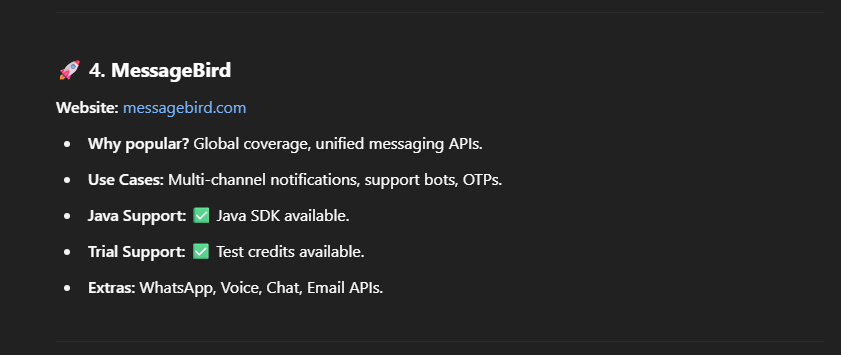 🚀 4. MessageBird
Website: messagebird.com
• Why popular? Global coverage, unified messaging APIs.
• Use Cases: Multi-channel notifications, support bots, OTPs.
• Java Support: ✅ Java SDK available.
• Trial Support: ✅ Test credits available.
• Extras: WhatsApp, Voice, Chat, Email APIs.